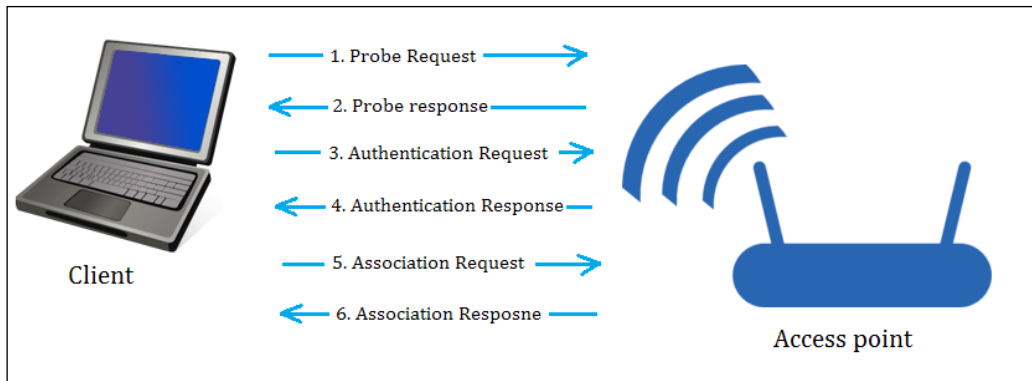 1. Probe Request
2. Probe response
3. Authentication Request
4. Authentication Response
5. Association Request
6. Association Resposne
Client
Access point